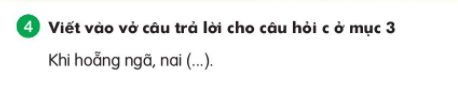 4 Viết vào vở câu trả lời cho câu hỏi c ở mục 3
Khi hoẵng ngã, nai (...).